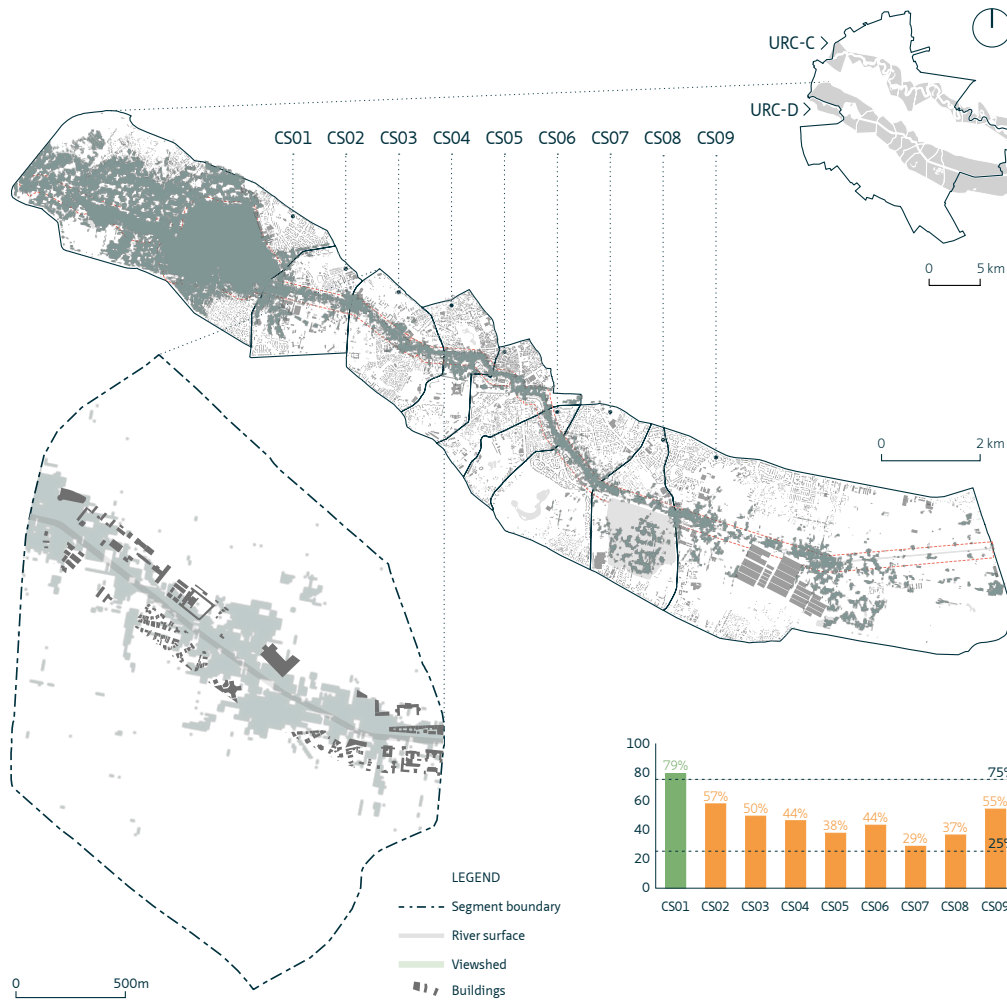 URC-C
URC-D
0 5 km
CS01 CS02 CS03 CS04 CS05 CS06 CS07 CS08 CS09
0 2 km
100
80
60
40
20
0
79%
57%
50%
44%
38%
44%
29%
37%
55%
75%
25%
CS01 CS02 CS03 CS04 CS05 CS06 CS07 CS08 CS09
LEGEND
Segment boundary
River surface
Viewshed
Buildings
0 500m